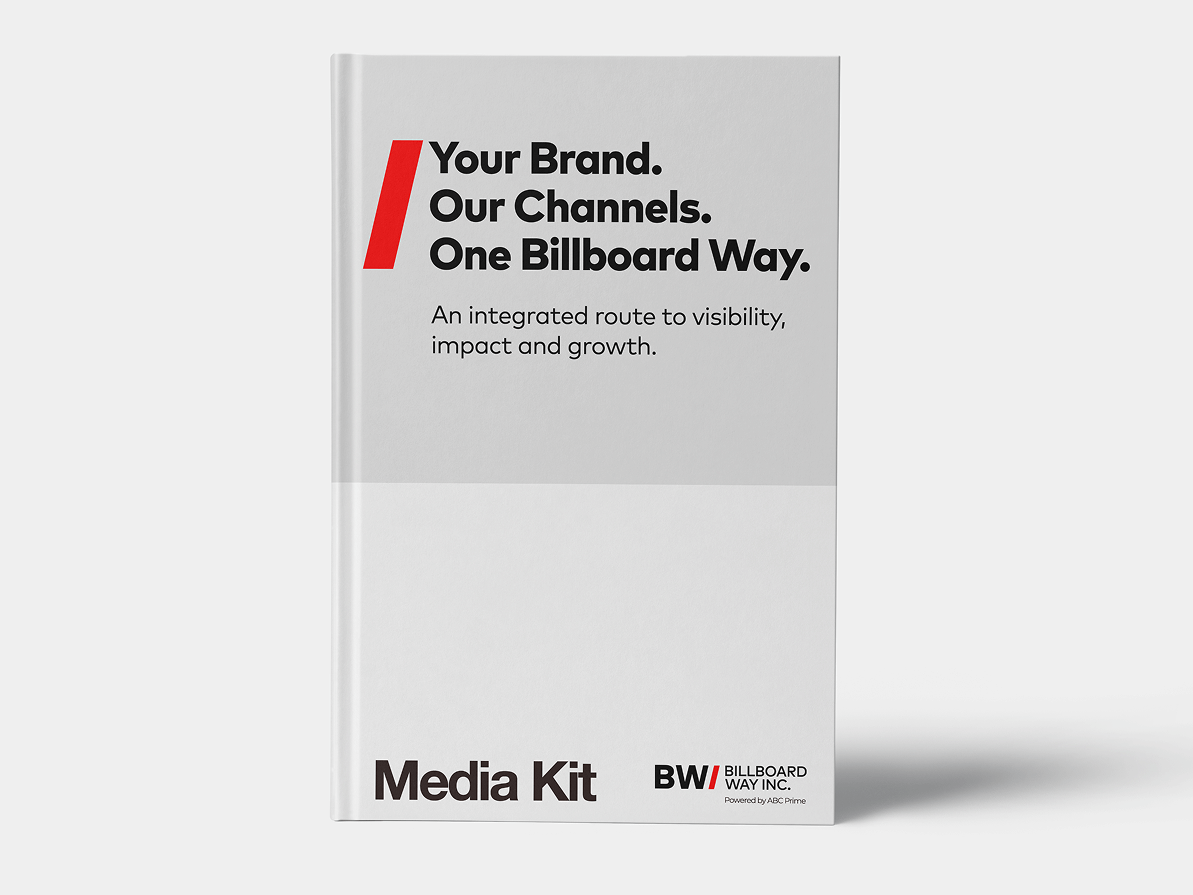 Your Brand.
Our Channels.
One Billboard Way.
An integrated route to visibility,
impact and growth.
Media Kit
BW/
BILLBOARD
WAY INC.
Powered by ABC Prime